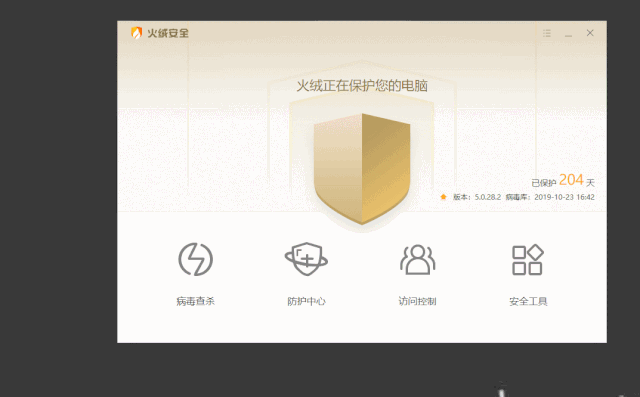 火绒安全
火绒正在保护您的电脑
已保护 204 天
版本：5.0.28.2 病毒库：2019-10-23 16:42
病毒查杀
防护中心
访问控制
安全工具